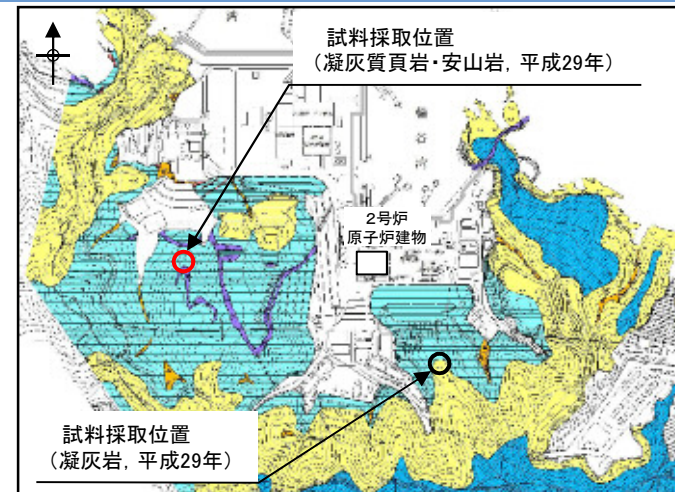 試料採取位置
（凝灰質頁岩・安山岩，平成29年）
2号炉
原子炉建物
試料採取位置
（凝灰岩，平成29年）